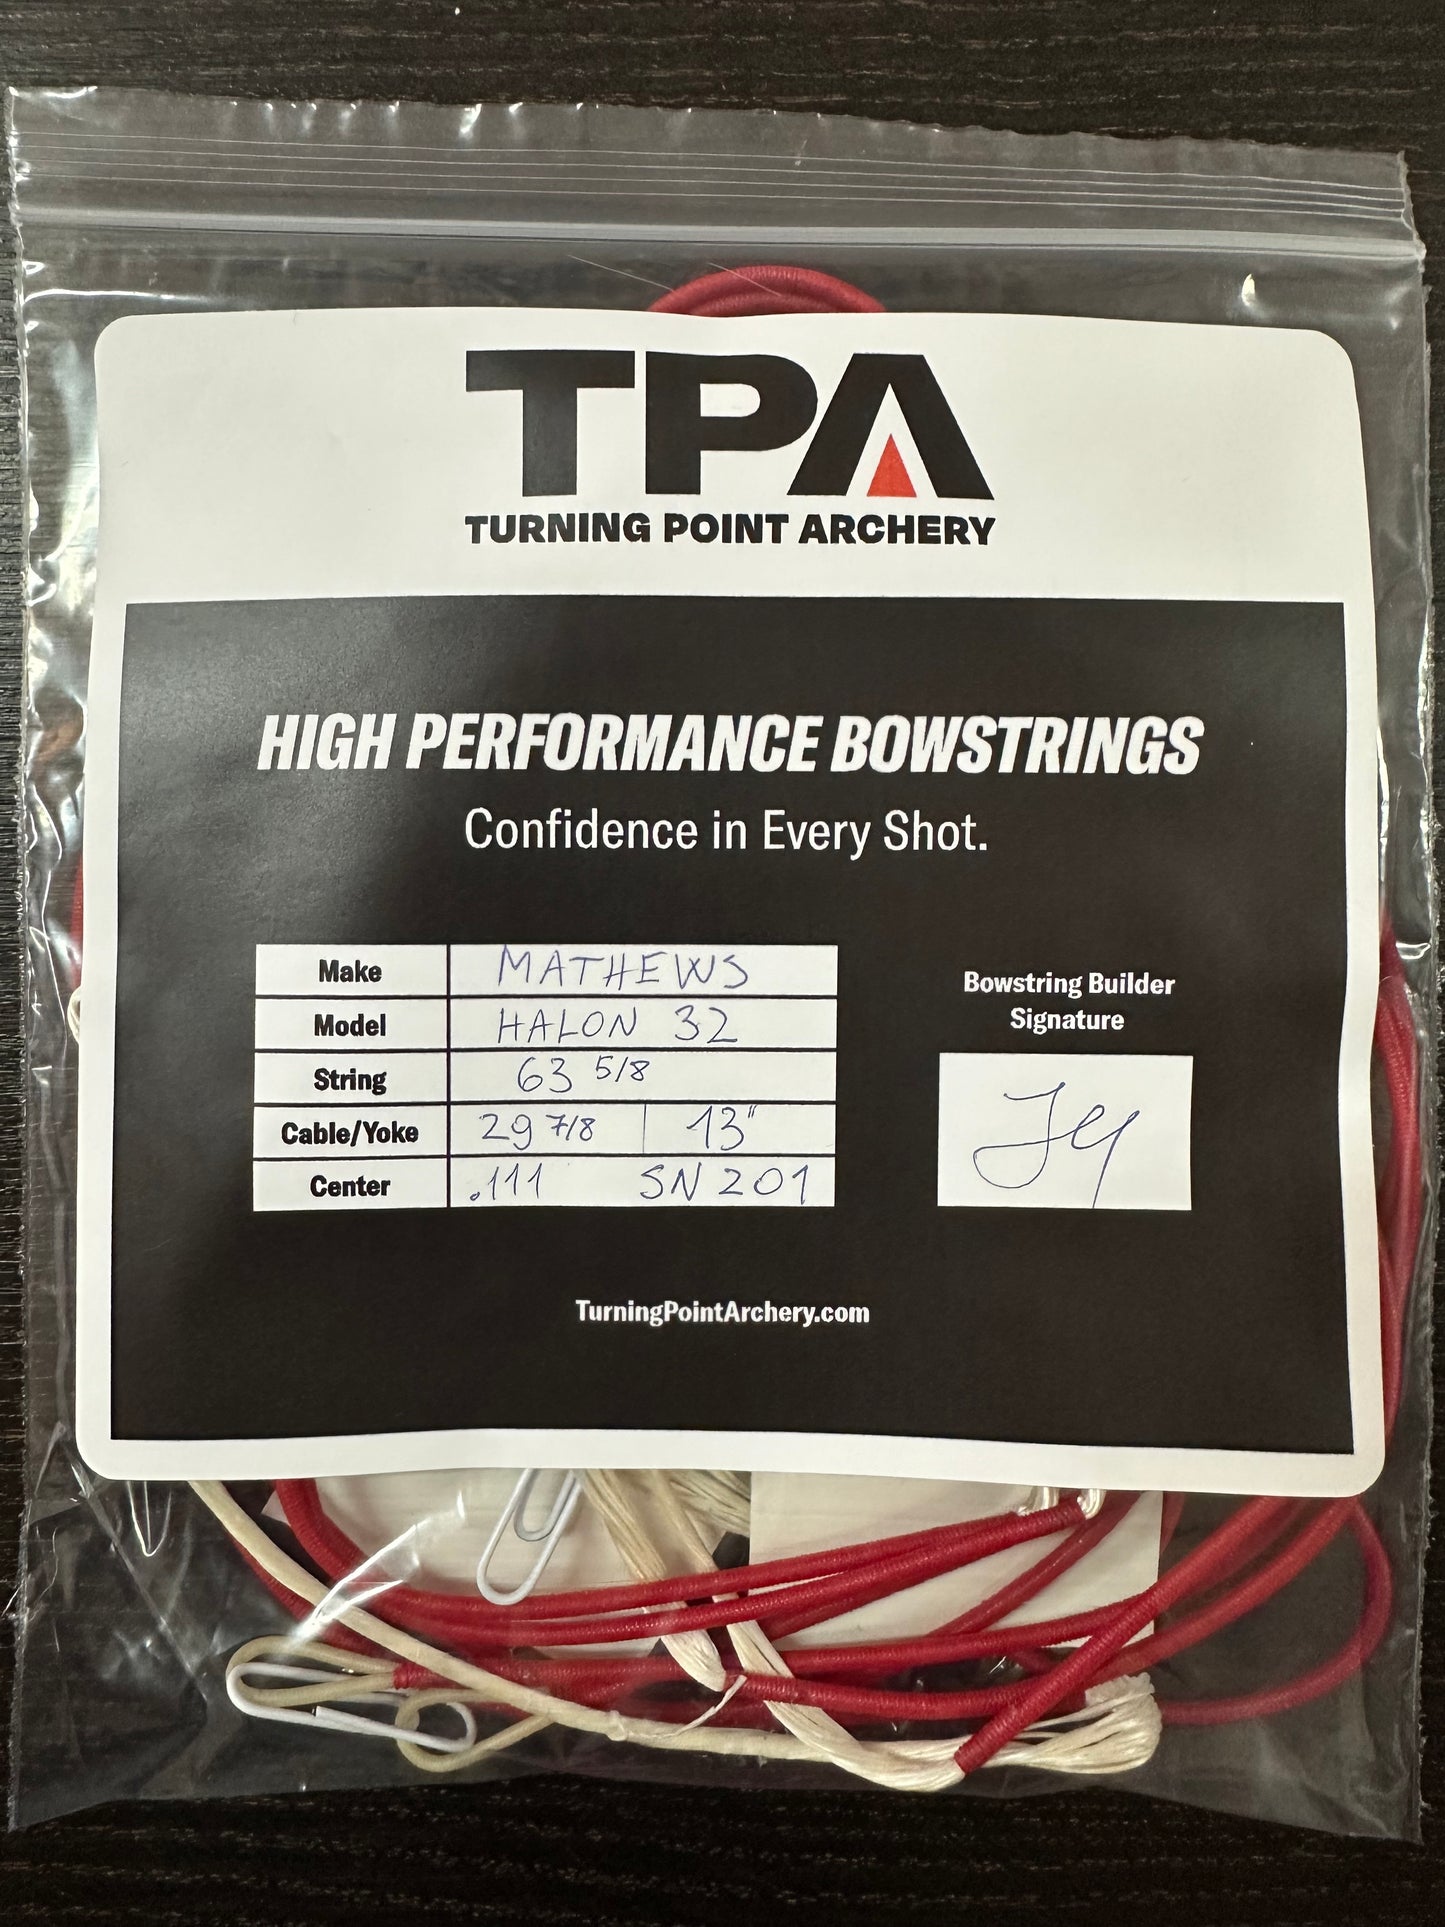 TPA
TURNING POINT ARCHERY
HIGH PERFORMANCE BOWSTRINGS
Confidence in Every Shot.
Make MATHEWS
Model HALON 32
String 63 5/8
Cable/Yoke 29 7/8 | 13"
Center .111 SN 201
Bowstring Builder
Signature
TurningPointArchery.com